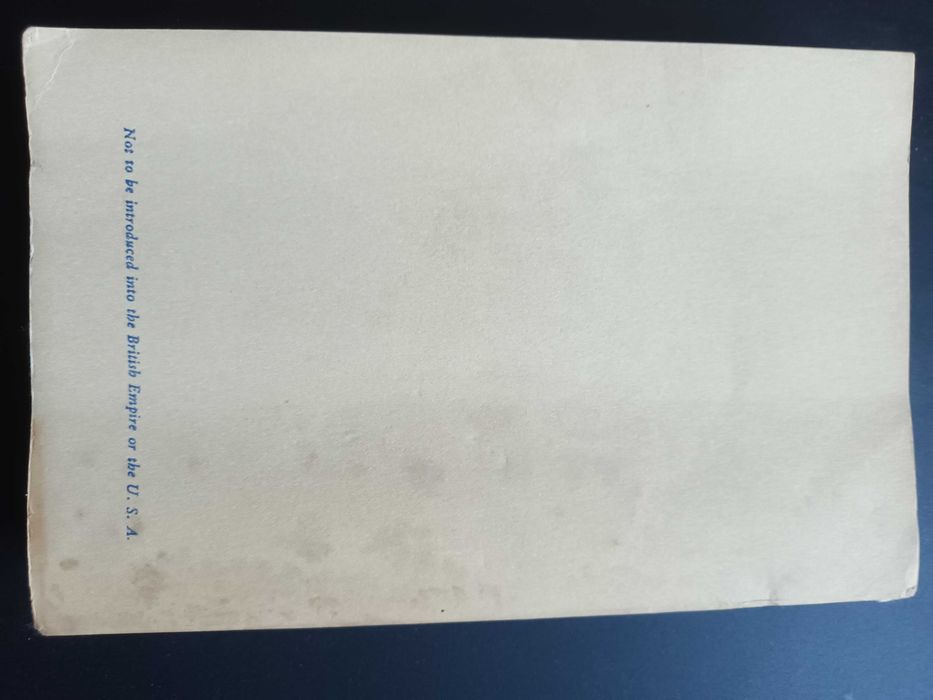 Not to be introduced into the British Empire or the U. S. A.